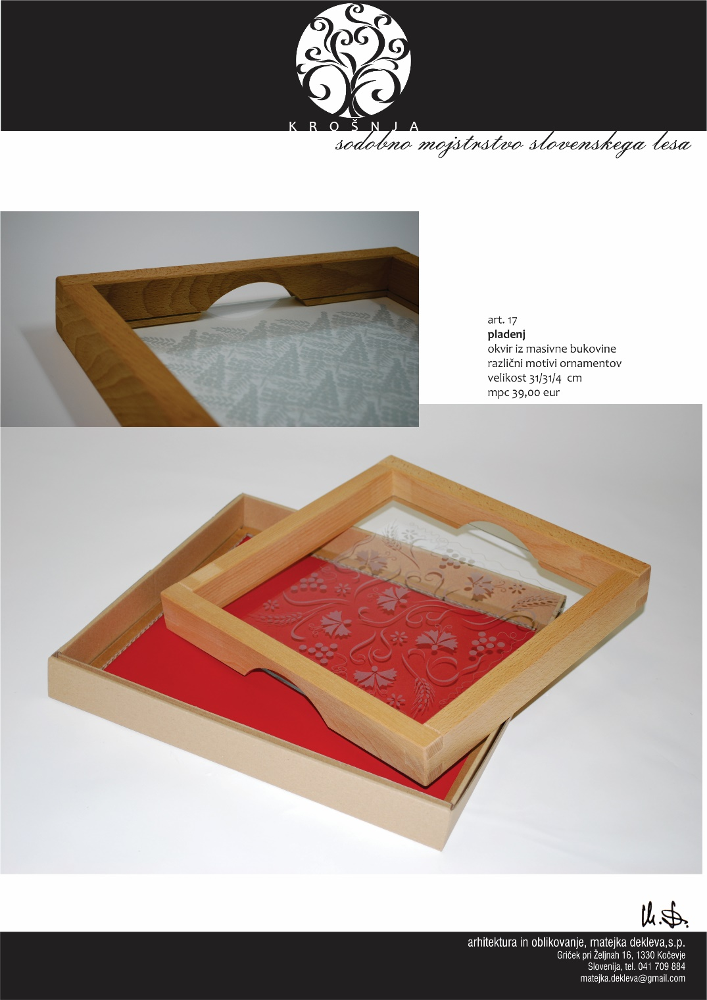 KROŠNJA
sodobno mojstrstvo slovenskega lesa
art. 17
pladenj
okvir iz masivne bukovine
različni motivi ornamentov
velikost 31/31/4 cm
mpc 39,00 eur
M.D.
arhitektura in oblikovanje, matejka dekleva,s.p.
Griček pri Željnah 16, 1330 Kočevje
Slovenija, tel. 041 709 884
matejka.dekleva@gmail.com